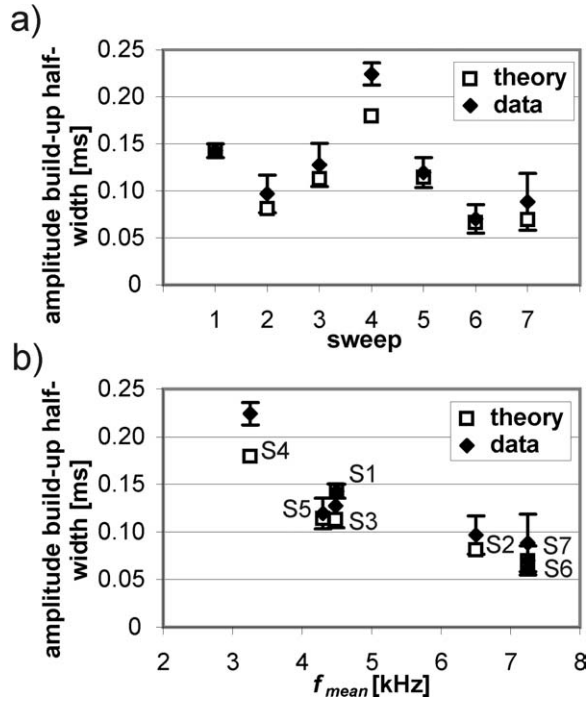 a)
amplitude build-up half-
width [ms]
0.25
0.20
0.15
0.10
0.05
0
theory
data
1 2 3 4 5 6 7
sweep
b)
amplitude build-up half-
width [ms]
0.25
0.20
0.15
0.10
0.05
0
theory
data
S4
S1
S5
S3
S2
S7
S6
2 3 4 5 6 7 8
f mean [kHz]